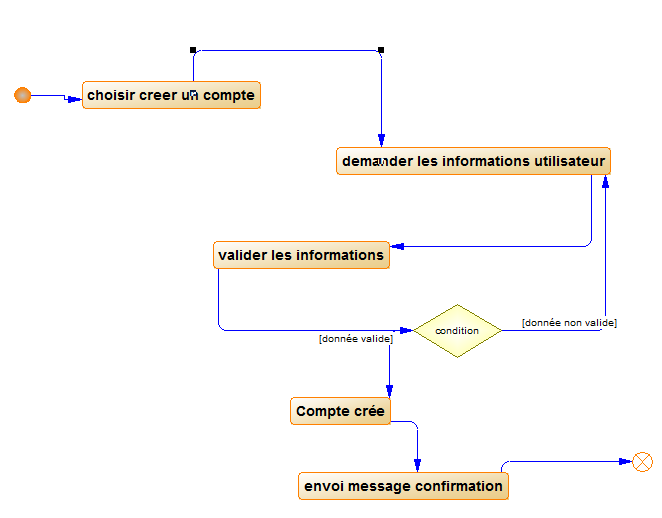 choisir creer un compte
demander les informations utilisateur
valider les informations
condition
[donnée non valide]
[donnée valide]
Compte crée
envoi message confirmation